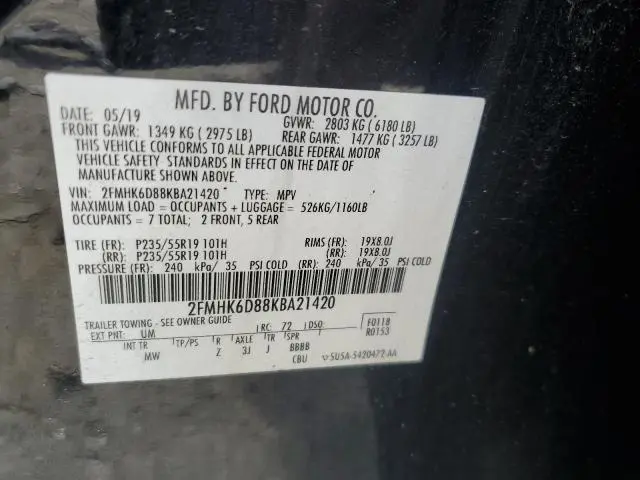 MFD. BY FORD MOTOR CO.
DATE: 05/19 GVWR: 2803 KG ( 6180 LB)
FRONT GAWR: 1349 KG ( 2975 LB) REAR GAWR: 1477 KG ( 3257 LB)
THIS VEHICLE CONFORMS TO ALL APPLICABLE FEDERAL MOTOR
VEHICLE SAFETY STANDARDS IN EFFECT ON THE DATE OF
MANUFACTURE SHOWN ABOVE.
VIN: 2FMHK6D88KBA21420 TYPE: MPV
MAXIMUM LOAD = OCCUPANTS + LUGGAGE = 526KG/1160LB
OCCUPANTS = 7 TOTAL; 2 FRONT, 5 REAR
TIRE (FR): P235/55R19 101H RIMS (FR): 19X8.0J
(RR): P235/55R19 101H (RR): 19X8.0J
PRESSURE (FR): 240 kPa/ 35 PSI COLD (RR): 240 kPa/ 35 PSI COLD
2FMHK6D88KBA21420
TRAILER TOWING - SEE OWNER GUIDE
EXT PNT: UM RC: 72 DSO: F0118
R0153
INT TR TP/PS R AXLE TR SPR
MW Z 3J J BBBB
CBU 5U5A-5420472-AA